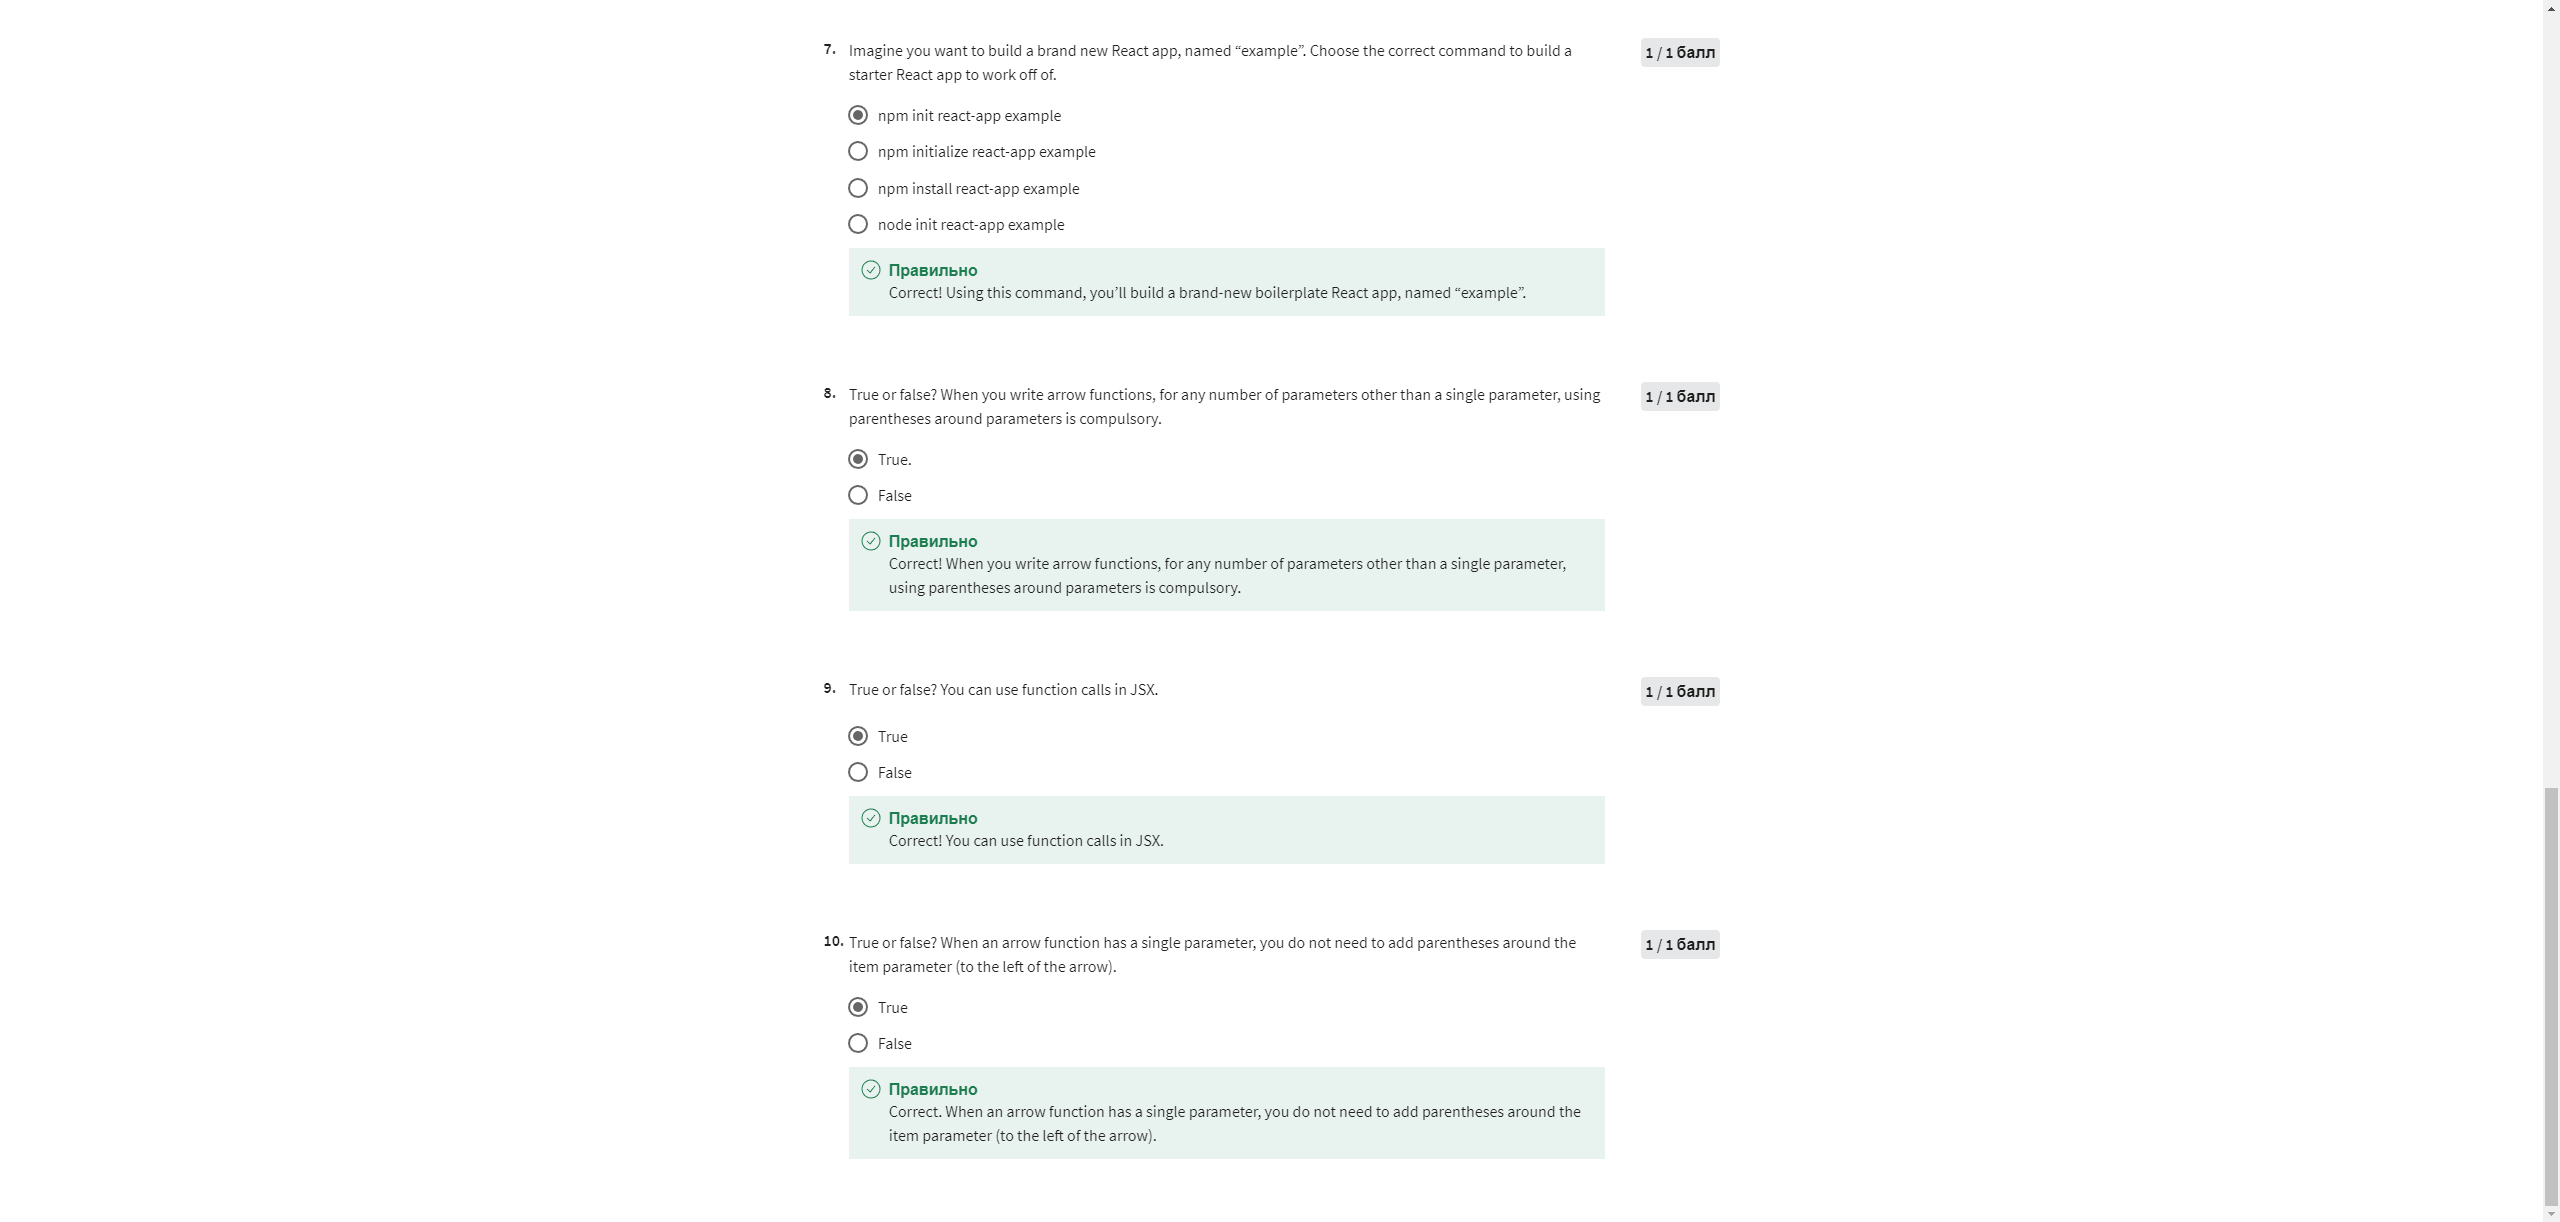 7. Imagine you want to build a brand new React app, named “example”. Choose the correct command to build a
starter React app to work off of.
1 / 1 балл
npm init react-app example
npm initialize react-app example
npm install react-app example
node init react-app example
Правильно
Correct! Using this command, you’ll build a brand-new boilerplate React app, named “example”.
8. True or false? When you write arrow functions, for any number of parameters other than a single parameter, using
parentheses around parameters is compulsory.
1 / 1 балл
True.
False
Правильно
Correct! When you write arrow functions, for any number of parameters other than a single parameter,
using parentheses around parameters is compulsory.
9. True or false? You can use function calls in JSX.
1 / 1 балл
True
False
Правильно
Correct! You can use function calls in JSX.
10. True or false? When an arrow function has a single parameter, you do not need to add parentheses around the
item parameter (to the left of the arrow).
1 / 1 балл
True
False
Правильно
Correct. When an arrow function has a single parameter, you do not need to add parentheses around the
item parameter (to the left of the arrow).